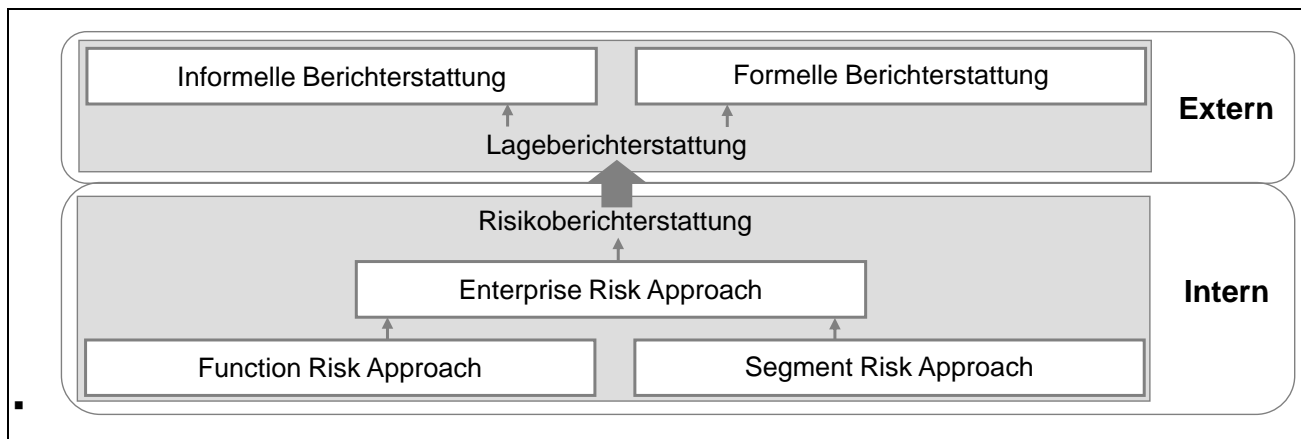 Informelle Berichterstattung
Formelle Berichterstattung
Extern
Lageberichterstattung
Risikoberichterstattung
Enterprise Risk Approach
Intern
Function Risk Approach
Segment Risk Approach